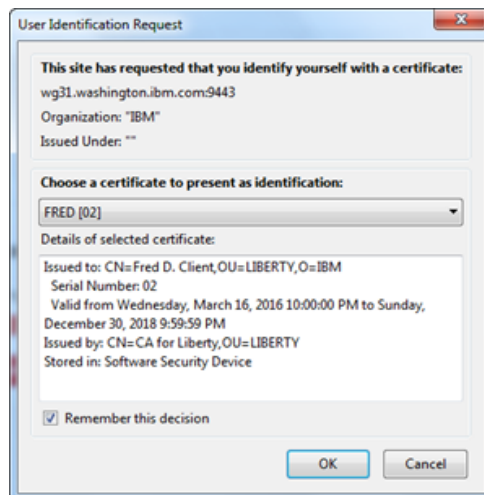 User Identification Request
This site has requested that you identify yourself with a certificate:
wg31.washington.ibm.com:9443
Organization: "IBM"
Issued Under: ""
Choose a certificate to present as identification:
FRED [02]
Details of selected certificate:
Issued to: CN=Fred D. Client,OU=LIBERTY,O=IBM
Serial Number: 02
Valid from Wednesday, March 16, 2016 10:00:00 PM to Sunday,
December 30, 2018 9:59:59 PM
Issued by: CN=CA for Liberty,OU=LIBERTY
Stored in: Software Security Device
Remember this decision
OK
Cancel